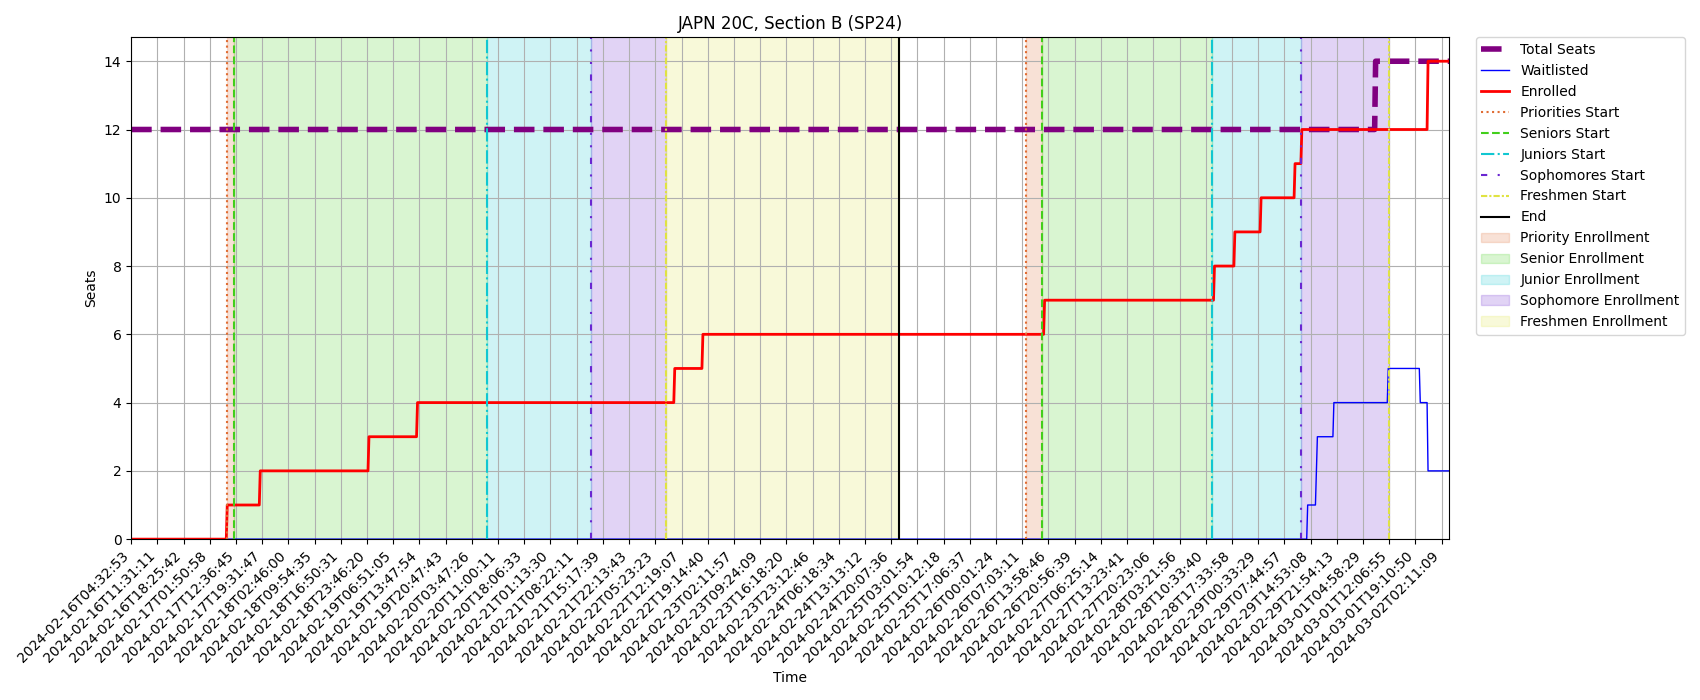 JAPN 20C, Section B (SP24)
Seats
14
12
10
8
6
4
2
0
2024-02-16T04:32:53
2024-02-16T11:31:11
2024-02-16T18:25:42
2024-02-17T01:50:58
2024-02-17T12:36:45
2024-02-17T19:31:47
2024-02-18T02:46:00
2024-02-18T09:54:35
2024-02-18T16:50:31
2024-02-18T23:46:20
2024-02-19T06:51:05
2024-02-19T13:47:54
2024-02-19T20:47:43
2024-02-20T03:47:26
2024-02-20T11:00:11
2024-02-20T18:06:33
2024-02-21T01:13:30
2024-02-21T08:22:11
2024-02-21T15:17:39
2024-02-21T22:13:43
2024-02-22T05:23:23
2024-02-22T12:19:07
2024-02-22T19:14:40
2024-02-23T02:11:57
2024-02-23T09:24:09
2024-02-23T16:18:20
2024-02-23T23:12:46
2024-02-24T06:18:34
2024-02-24T13:13:12
2024-02-24T20:07:36
2024-02-25T03:01:54
2024-02-25T10:12:18
2024-02-25T17:06:37
2024-02-26T00:01:24
2024-02-26T07:03:11
2024-02-26T13:58:46
2024-02-26T20:56:39
2024-02-27T06:25:14
2024-02-27T13:23:41
2024-02-27T20:23:06
2024-02-28T03:21:56
2024-02-28T10:33:40
2024-02-28T17:33:58
2024-02-29T00:33:29
2024-02-29T07:44:57
2024-02-29T14:53:08
2024-02-29T21:54:13
2024-03-01T04:58:29
2024-03-01T12:06:55
2024-03-01T19:10:50
2024-03-02T02:11:09
Time
Total Seats
Waitlisted
Enrolled
Priorities Start
Seniors Start
Juniors Start
Sophomores Start
Freshmen Start
End
Priority Enrollment
Senior Enrollment
Junior Enrollment
Sophomore Enrollment
Freshmen Enrollment